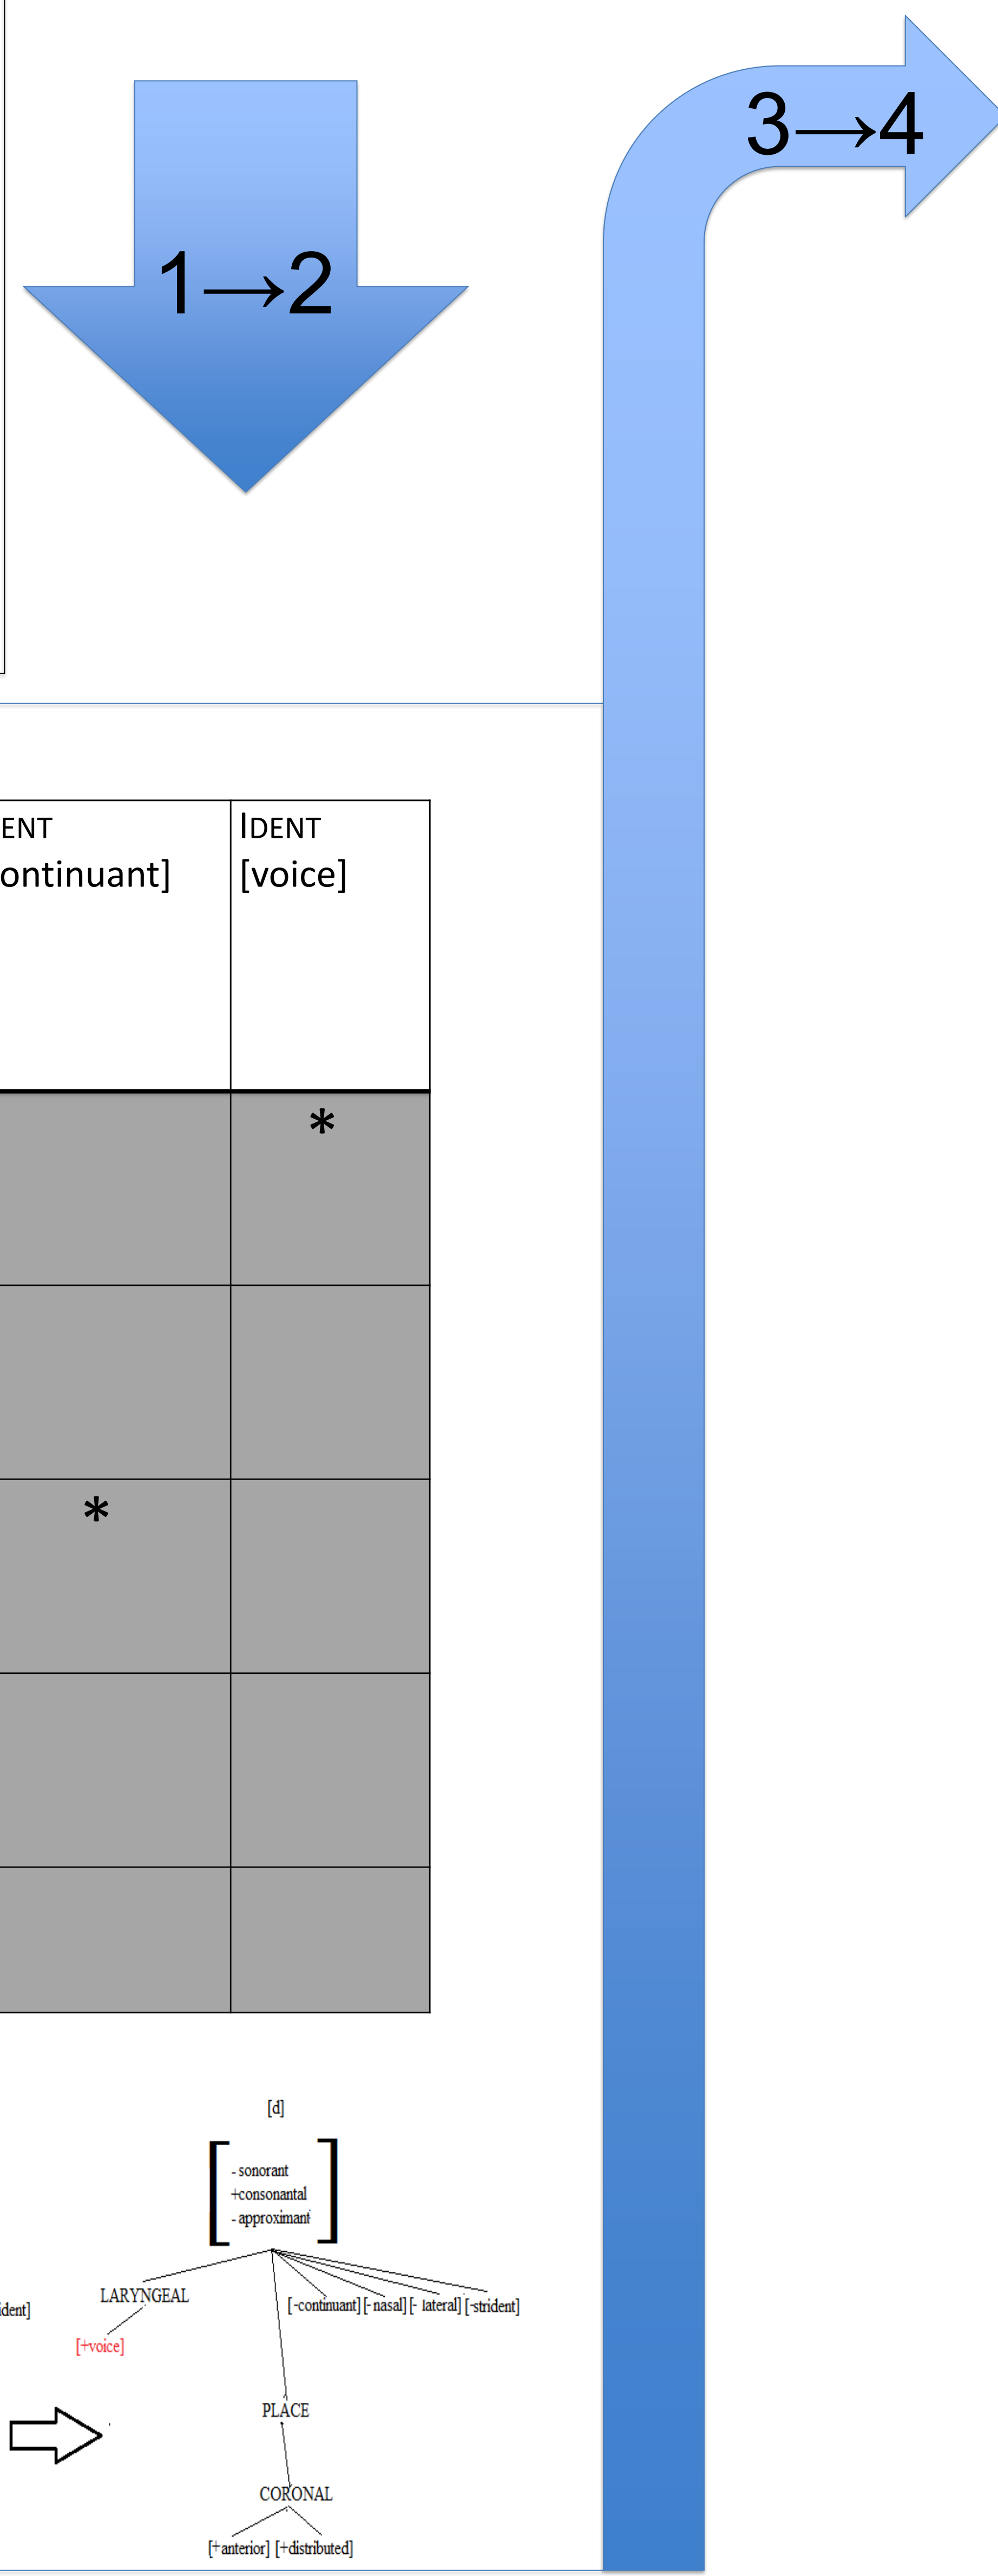 3→4
1→2
ENT
ontinuant]
IDENT
[voice]
*
*
[d]
- sonorant
+consonantal
- approximant
LARYNGEAL
[-continuant] [-nasal] [- lateral] [-strident]
ident]
[+voice]
PLACE
CORONAL
[+anterior] [+distributed]